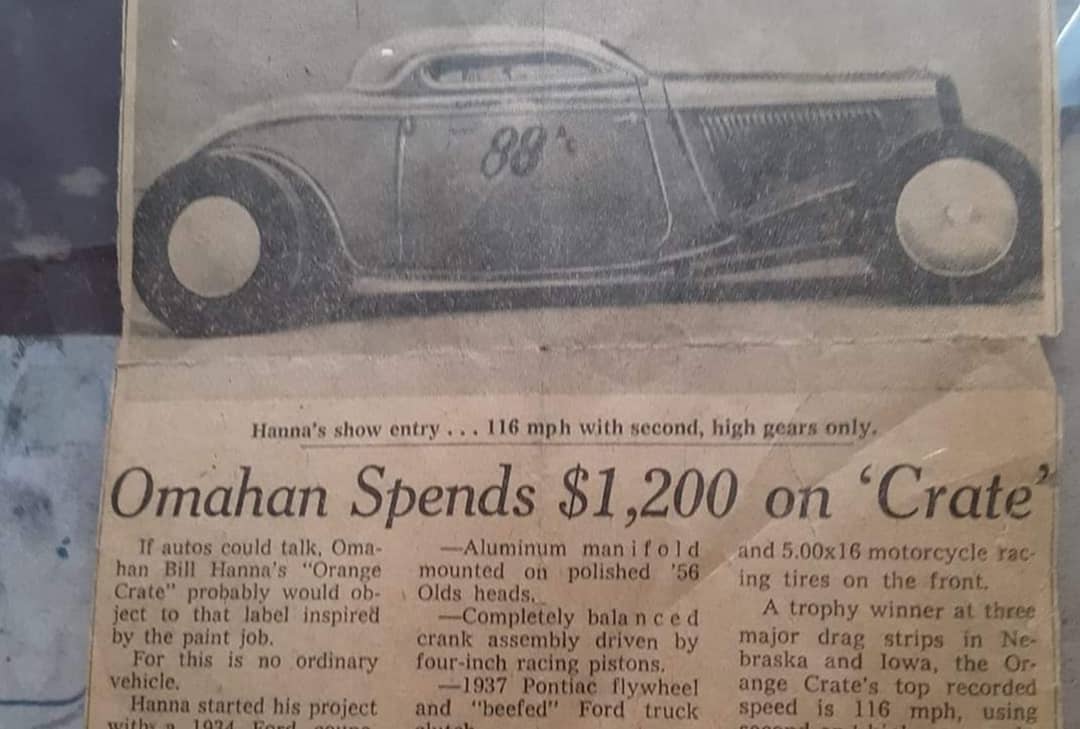 88 A
Hanna's show entry . . . 116 mph with second, high gears only.
Omahan Spends $1,200 on ‘Crate’
If autos could talk, Oma-
han Bill Hanna's “Orange
Crate” probably would ob-
ject to that label inspired
by the paint job.
For this is no ordinary
vehicle.
Hanna started his project
with a 1934 Ford coupe
—Aluminum manifold
mounted on polished '56
Olds heads.
—Completely balanced
crank assembly driven by
four-inch racing pistons.
—1937 Pontiac flywheel
and “beefed” Ford truck
clutch
and 5.00x16 motorcycle rac-
ing tires on the front.
A trophy winner at three
major drag strips in Ne-
braska and Iowa, the Or-
ange Crate's top recorded
speed is 116 mph, using